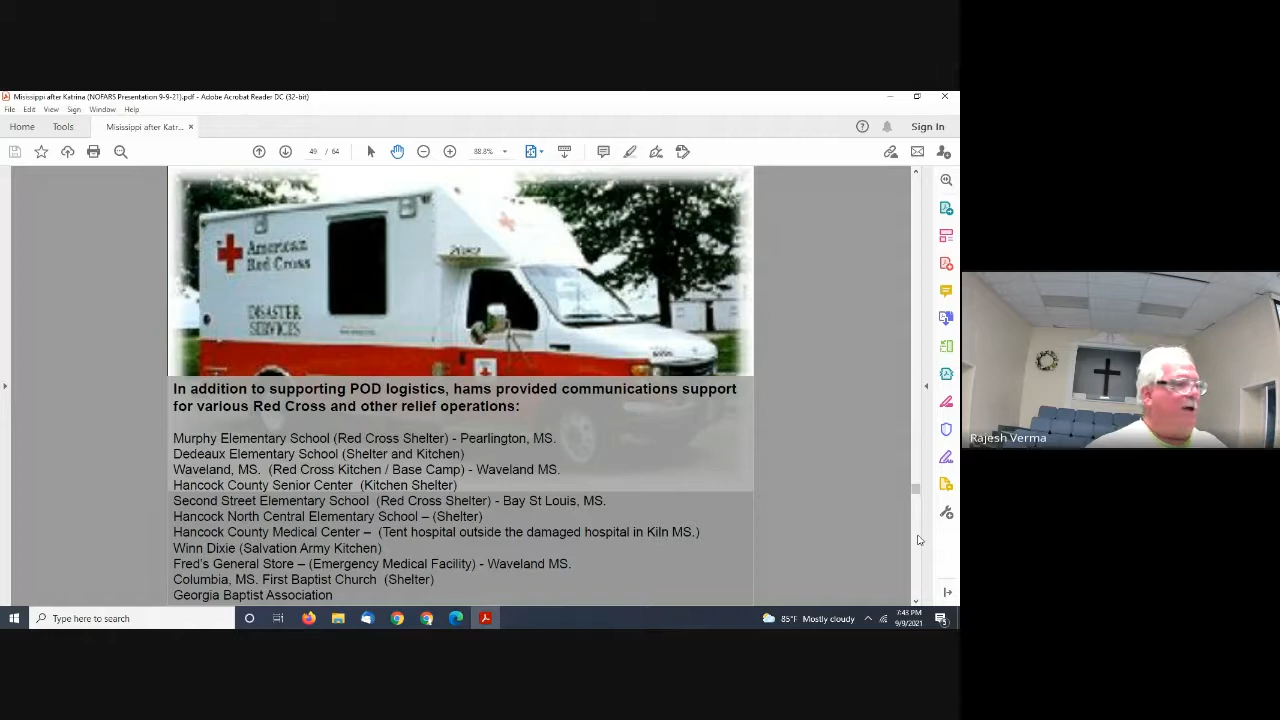 Misissippi after Katrina (NOFARS Presentation 9-9-21).pdf - Adobe Acrobat Reader DC (32-bit)
File Edit View Sign Window Help
Home Tools Misissippi after Katr... × Sign In
49 / 64 88.8%
American
Red Cross
2082
DISASTER
SERVICES
In addition to supporting POD logistics, hams provided communications support
for various Red Cross and other relief operations:
Murphy Elementary School (Red Cross Shelter) - Pearlington, MS.
Dedeaux Elementary School (Shelter and Kitchen)
Waveland, MS. (Red Cross Kitchen / Base Camp) - Waveland MS.
Hancock County Senior Center (Kitchen Shelter)
Second Street Elementary School (Red Cross Shelter) - Bay St Louis, MS.
Hancock North Central Elementary School – (Shelter)
Hancock County Medical Center – (Tent hospital outside the damaged hospital in Kiln MS.)
Winn Dixie (Salvation Army Kitchen)
Fred's General Store – (Emergency Medical Facility) - Waveland MS.
Columbia, MS. First Baptist Church (Shelter)
Georgia Baptist Association
Rajesh Verma
Type here to search
85°F Mostly cloudy
7:43 PM
9/9/2021